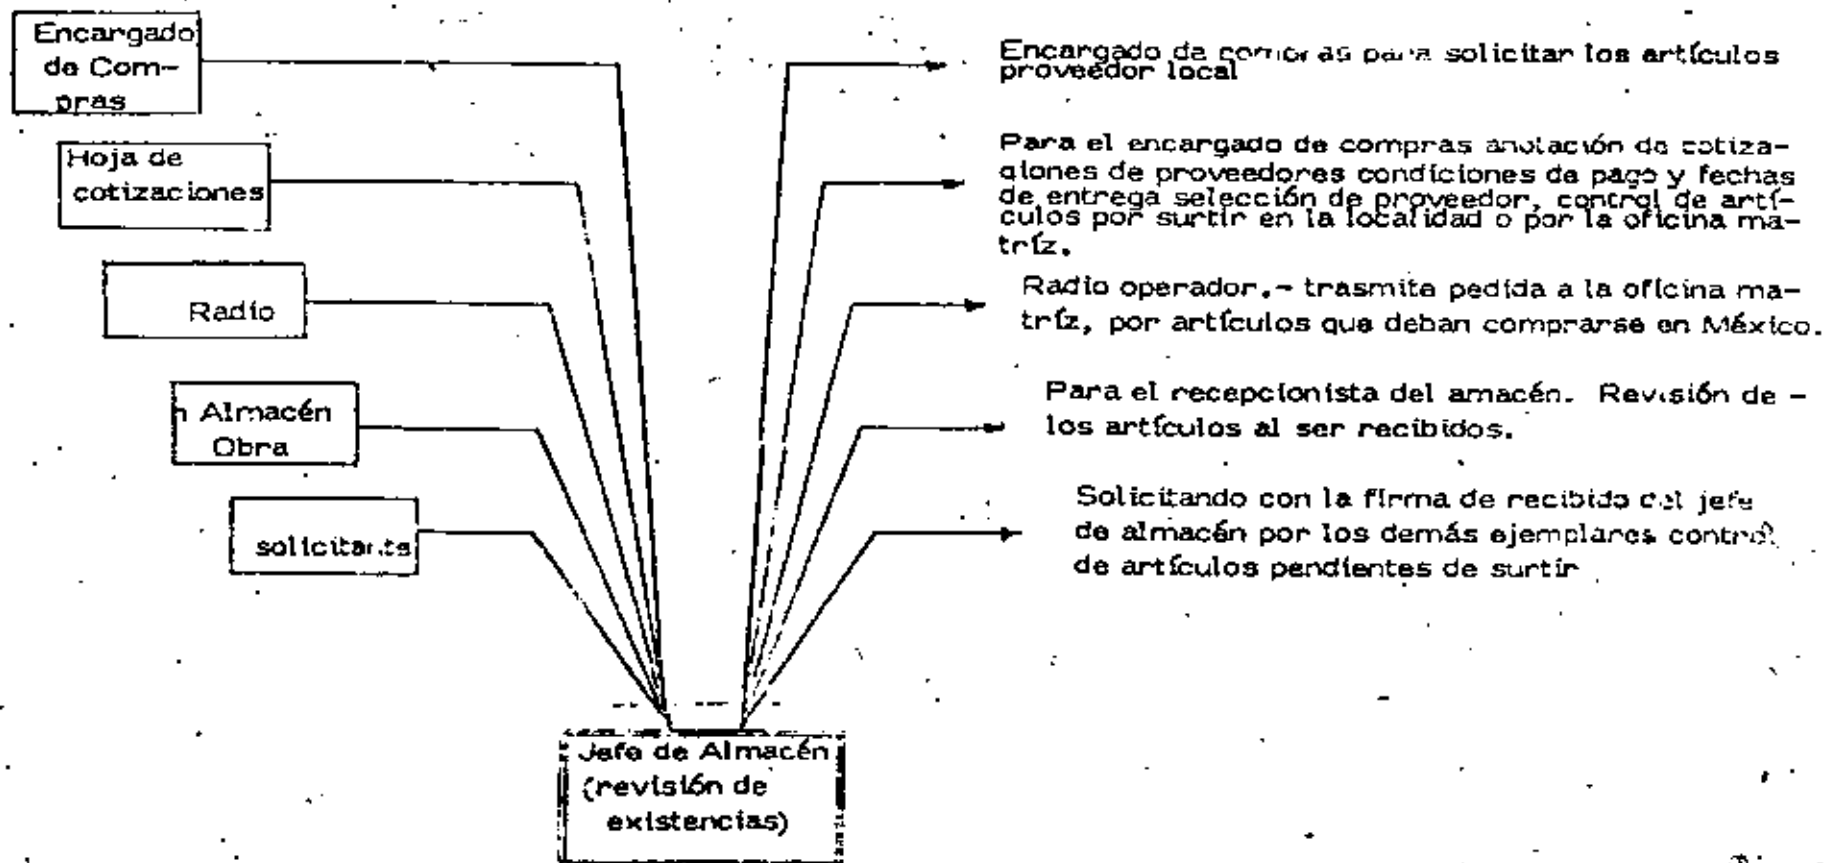 Encargado
de Com-
pras
Encargado de compras para solicitar los artículos
proveedor local
Hoja de
cotizaciones
Para el encargado de compras anotación de cotiza-
ciones de proveedores condiciones de pago y fechas
de entrega selección de proveedor, control de artí-
culos por surtir en la localidad o por la oficina ma-
tríz.
Radio
Radio operador.- trasmite pedida a la oficina ma-
tríz, por artículos que deban comprarse en México.
n Almacén
Obra
Para el recepcionista del amacén. Revisión de -
los artículos al ser recibidos.
solicitante
Solicitando con la firma de recibido del jefe
de almacén por los demás ejemplares control
de artículos pendientes de surtir
Jefe de Almacén
(revisión de
existencias)